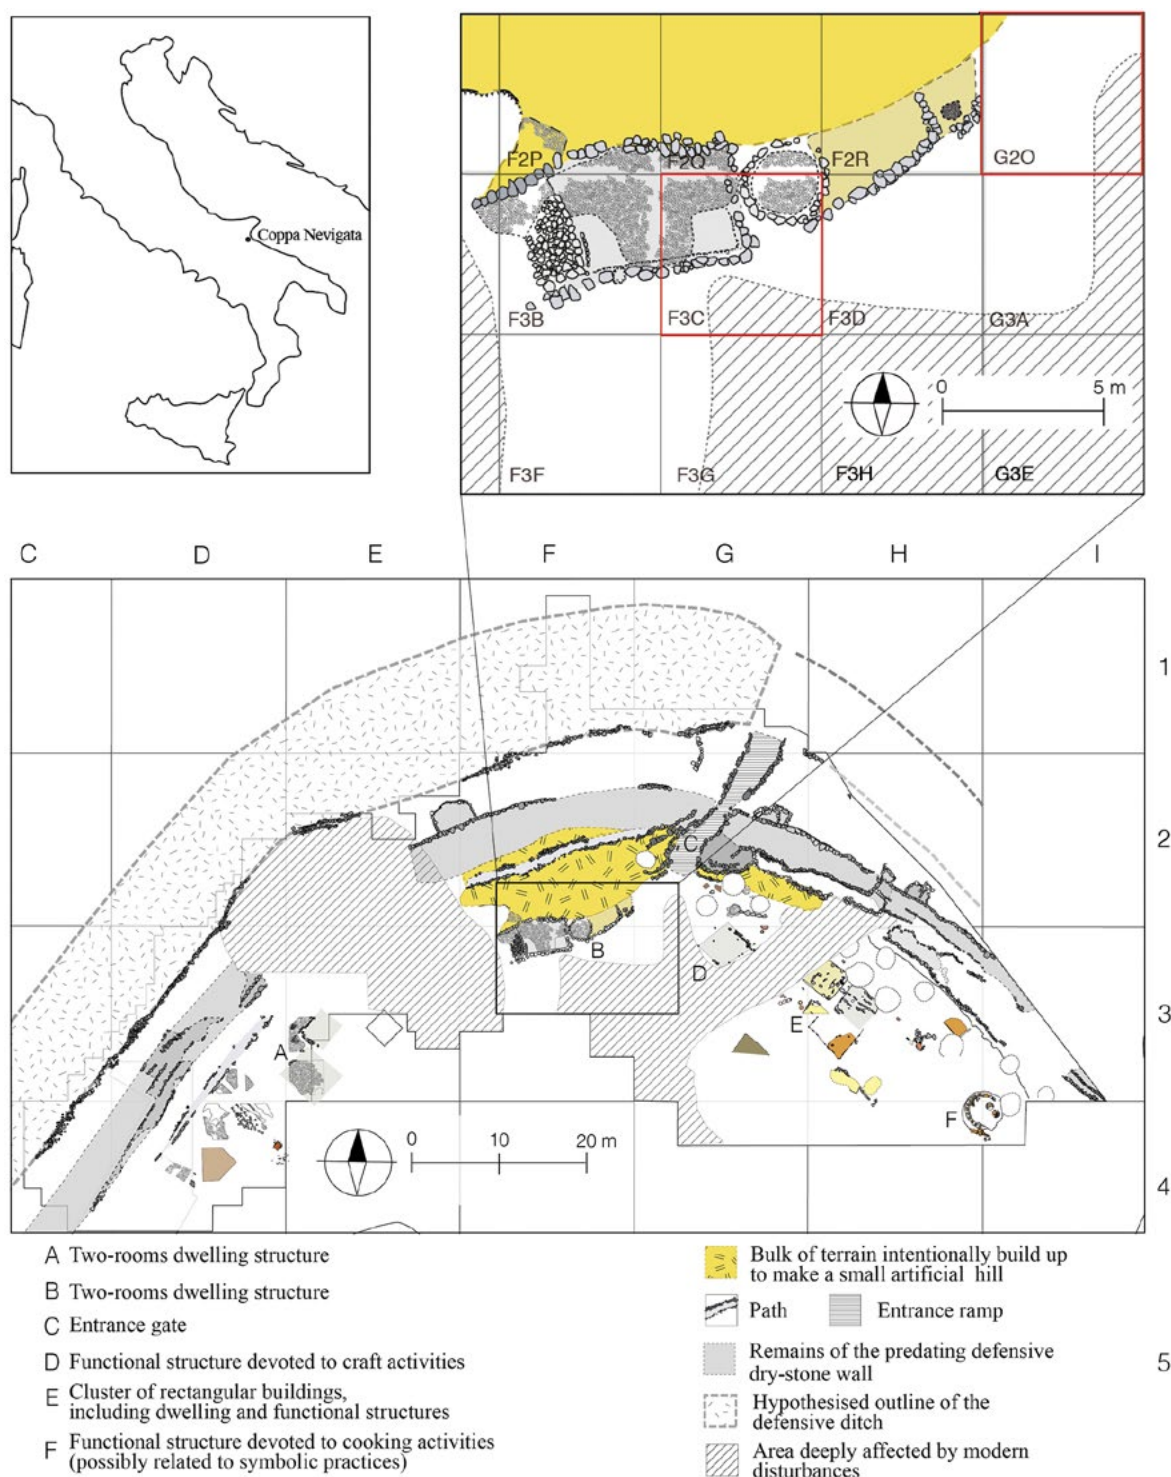 Coppa Nevigata
F2P
F2Q
F2R
G2O
F3B
F3C
F3D
G3A
0 5 m
F3F
F3G
F3H
G3E
C D E F G H I
1
2
3
4
5
C
B
D
A
E
F
0 10 20 m
A Two-rooms dwelling structure
B Two-rooms dwelling structure
C Entrance gate
D Functional structure devoted to craft activities
E Cluster of rectangular buildings,
including dwelling and functional structures
F Functional structure devoted to cooking activities
(possibly related to symbolic practices)
Bulk of terrain intentionally build up
to make a small artificial hill
Path Entrance ramp
Remains of the predating defensive
dry-stone wall
Hypothesised outline of the
defensive ditch
Area deeply affected by modern
disturbances